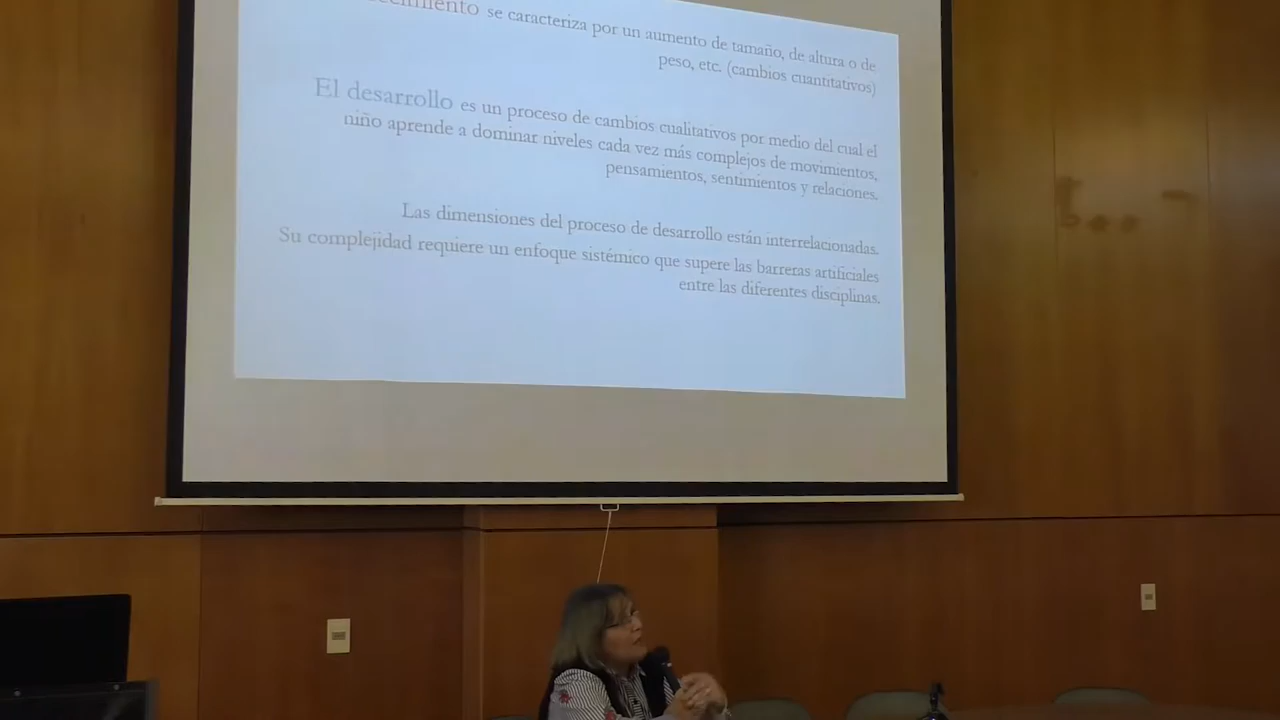 se caracteriza por un aumento de tamaño, de altura o de
peso, etc. (cambios cuantitativos)
El desarrollo es un proceso de cambios cualitativos por medio del cual el
niño aprende a dominar niveles cada vez más complejos de movimientos,
pensamientos, sentimientos y relaciones.
Las dimensiones del proceso de desarrollo están interrelacionadas.
Su complejidad requiere un enfoque sistémico que supere las barreras artificiales
entre las diferentes disciplinas.